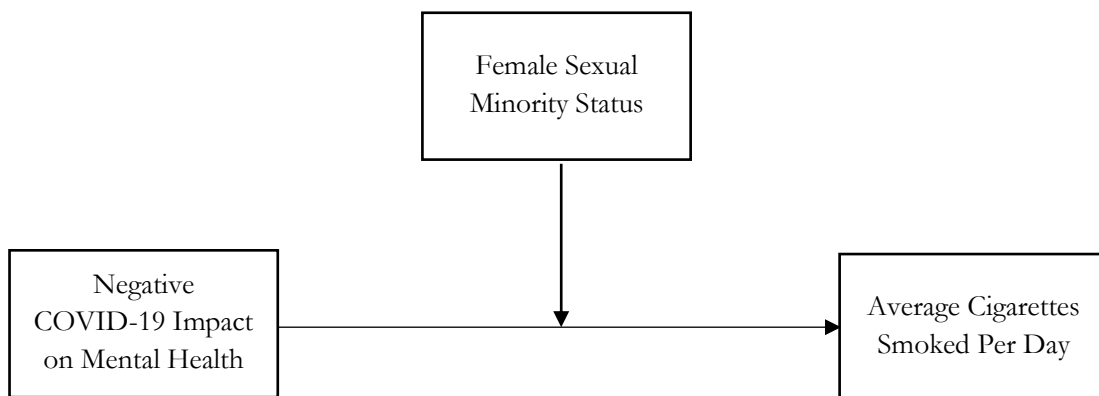 Female Sexual
Minority Status
Negative
COVID-19 Impact
on Mental Health
Average Cigarettes
Smoked Per Day